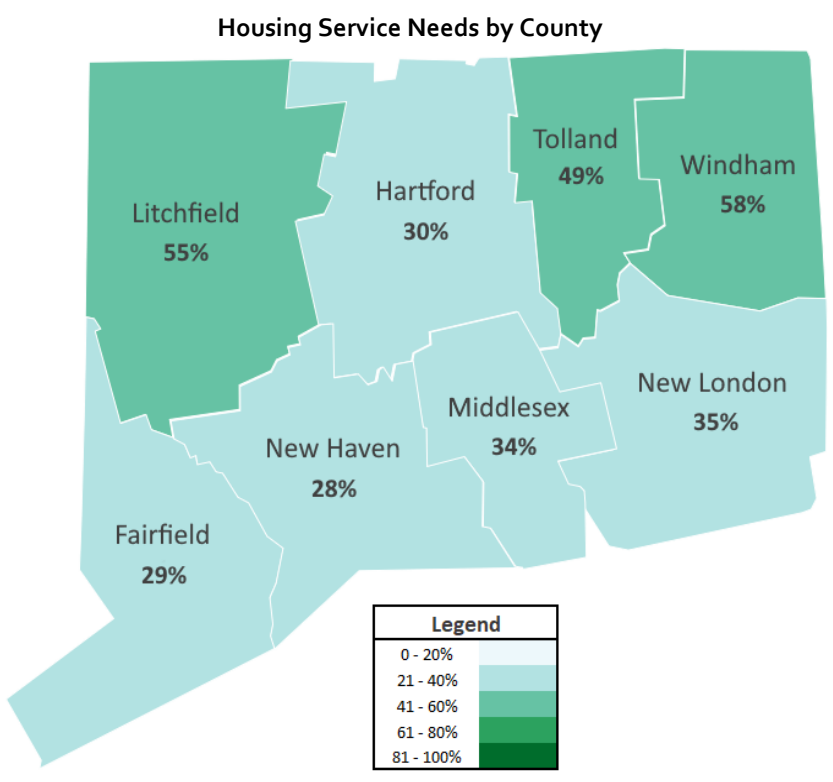 Housing Service Needs by County
Tolland
49%
Windham
58%
Hartford
30%
Litchfield
55%
New London
35%
Middlesex
34%
New Haven
28%
Fairfield
29%
Legend
0 - 20%
21 - 40%
41 - 60%
61 - 80%
81 - 100%